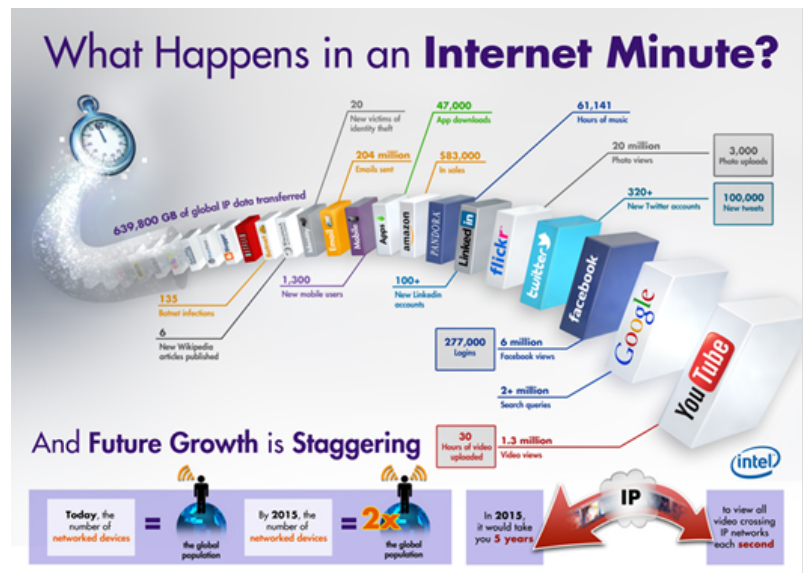 What Happens in an Internet Minute?
20
New victims of
identity theft
47,000
App downloads
61,141
Hours of music
204 million
Emails sent
$83,000
In sales
20 million
Photo views
3,000
Photo uploads
320+
New Twitter accounts
100,000
New tweets
639,800 GB of global IP data transferred
Email
Mobile
Apps
amazon
PANDORA
Linked in
flickr
twitter
facebook
Google
YouTube
135
Botnet infections
6
New Wikipedia
articles published
1,300
New mobile users
100+
New Linkedin
accounts
277,000
Logins
6 million
Facebook views
2+ million
Search queries
30
Hours of video
uploaded
1.3 million
Video views
And Future Growth is Staggering
intel
Today, the
number of
networked devices
=
the global
population
By 2015, the
number of
networked devices
=
2x
the global
population
In 2015,
it would take
you 5 years
IP
to view all
video crossing
IP networks
each second